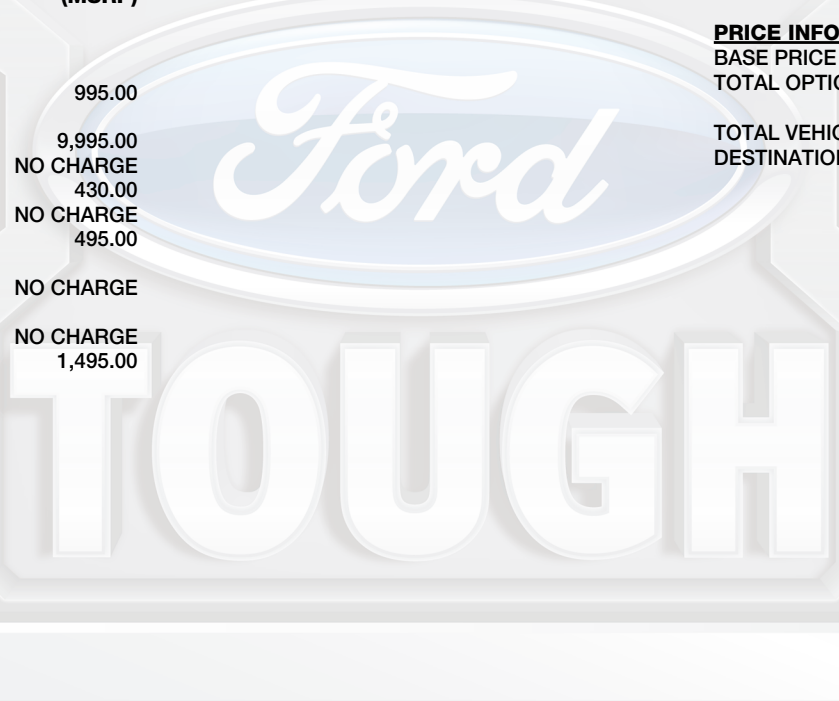 (MSRP)
995.00
9,995.00
NO CHARGE
430.00
NO CHARGE
495.00
NO CHARGE
NO CHARGE
1,495.00
PRICE INFO
BASE PRICE
TOTAL OPTIO
TOTAL VEHIC
DESTINATION
Ford
TOUGH